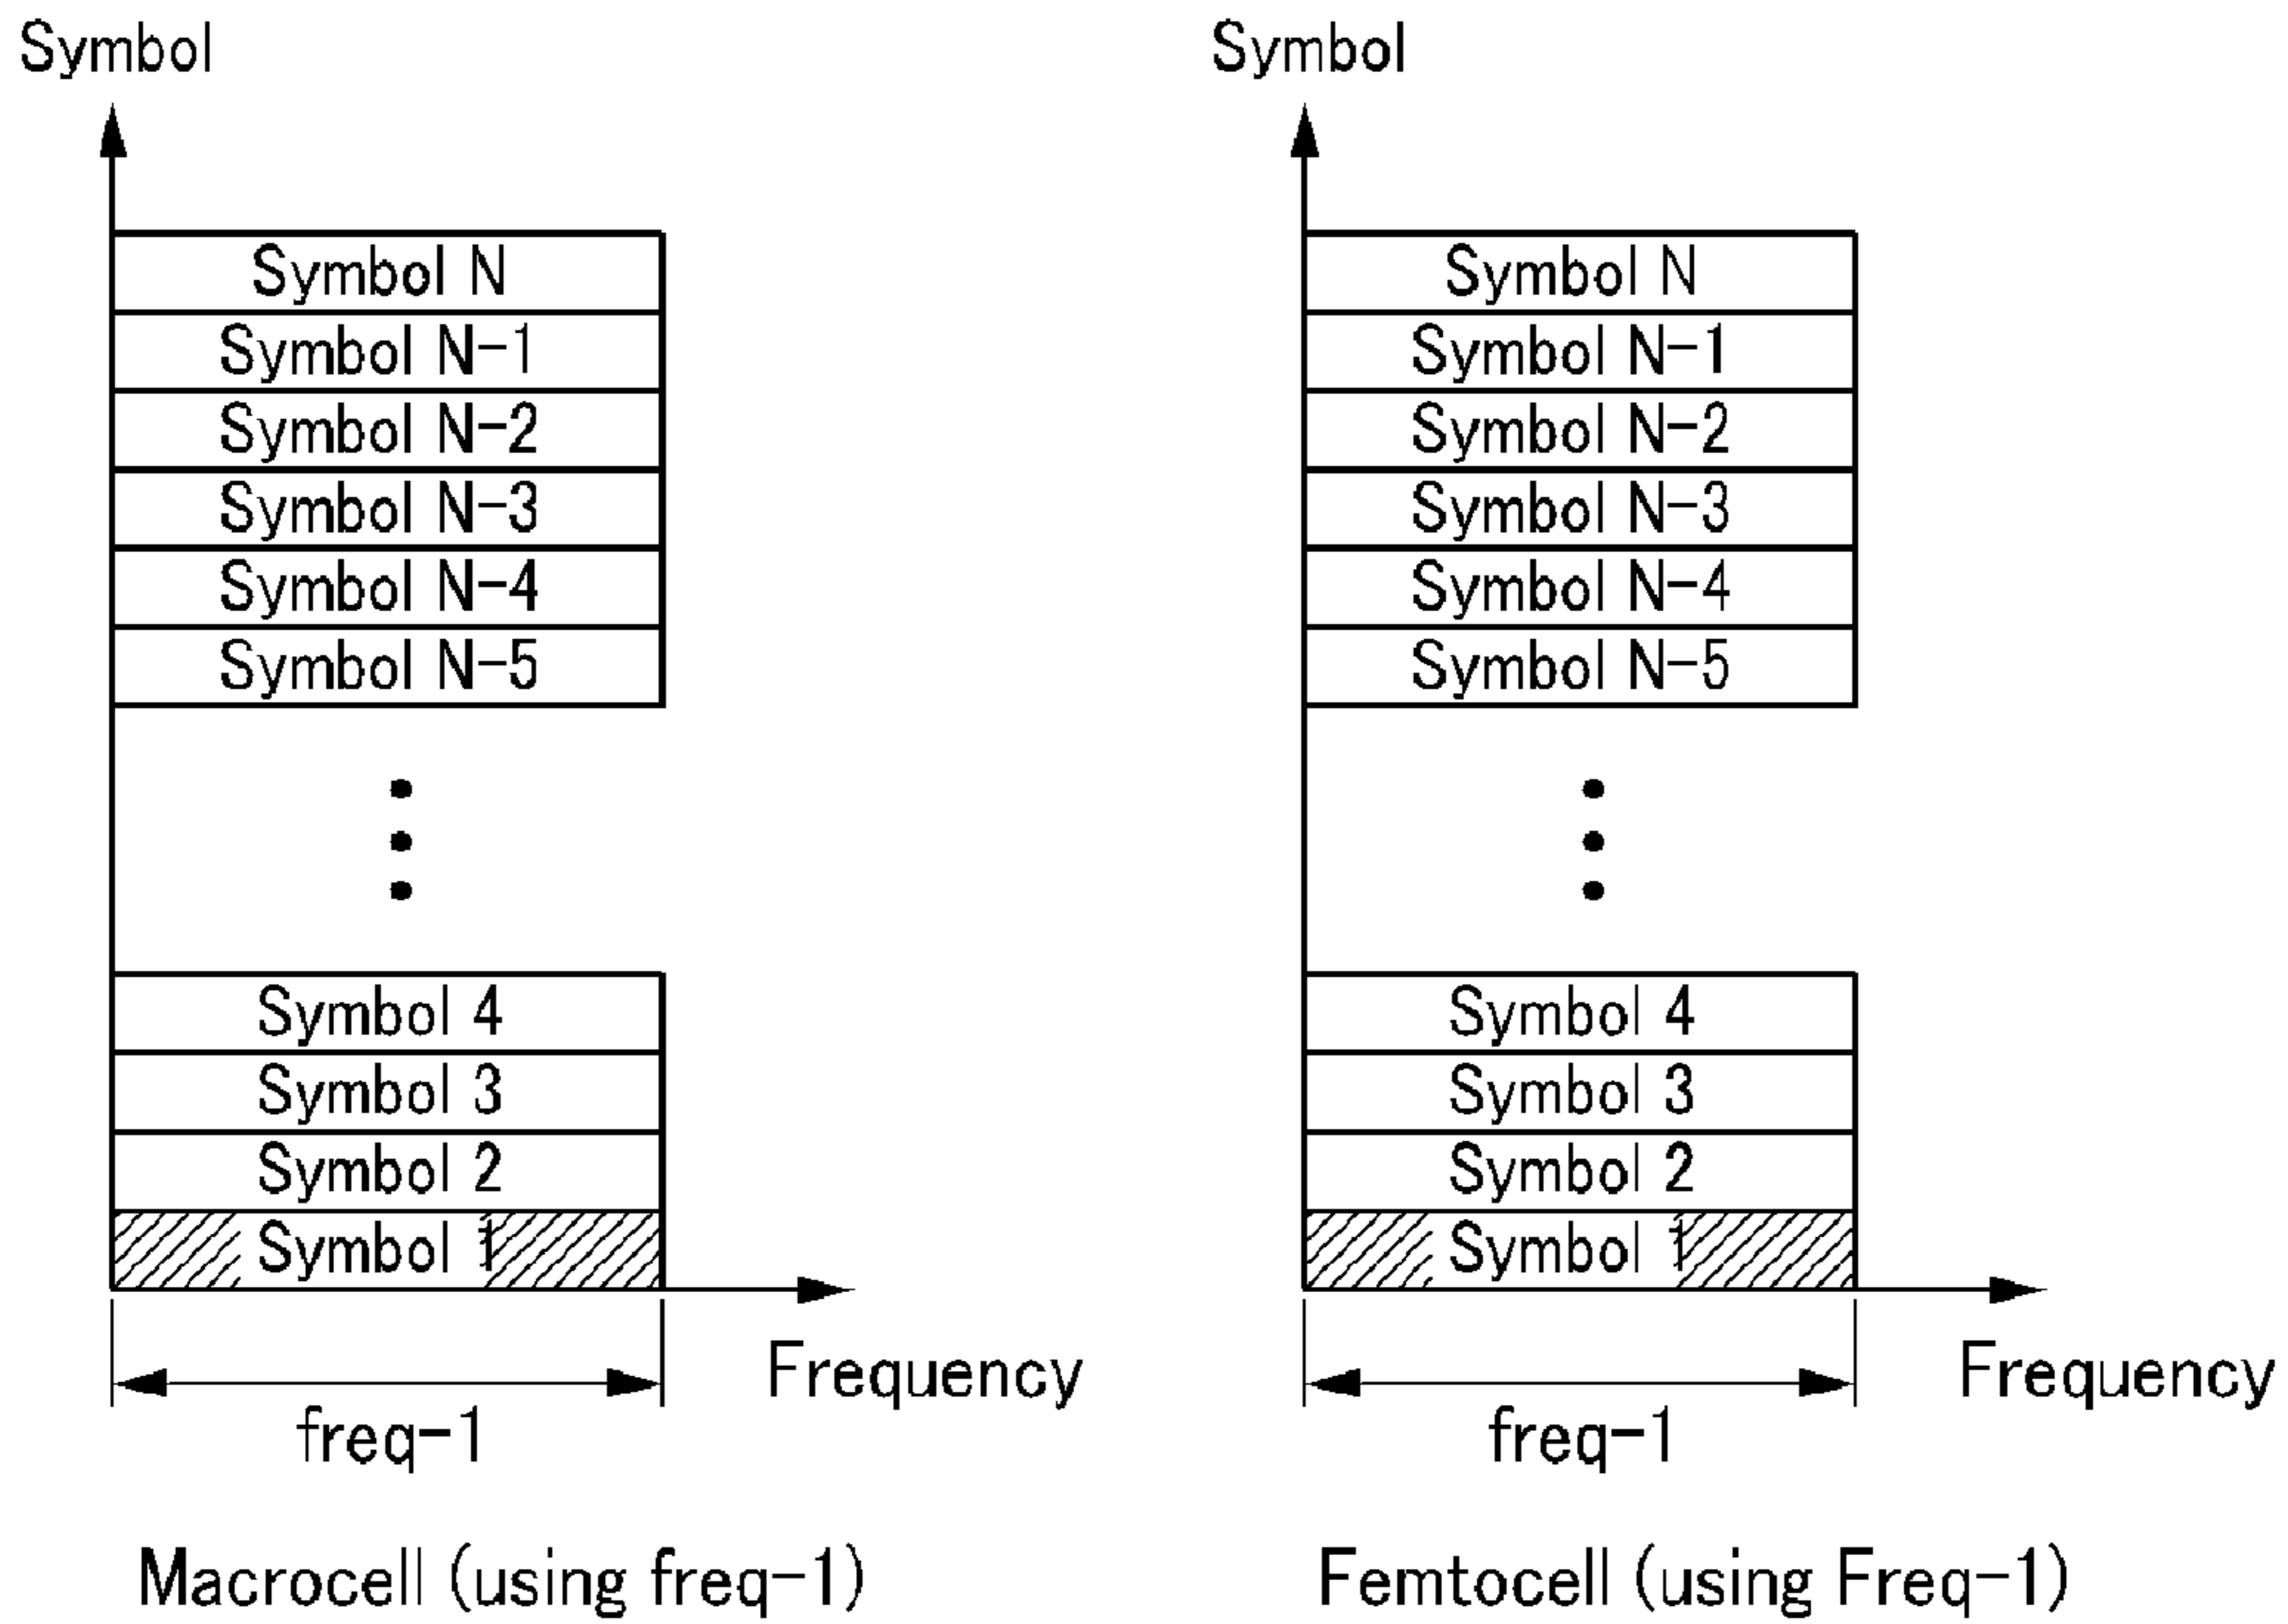 Symbol
Symbol N
Symbol N-1
Symbol N-2
Symbol N-3
Symbol N-4
Symbol N-5
Symbol 4
Symbol 3
Symbol 2
Symbol 1
Frequency
freq-1
Macrocell (using freq-1)
Symbol
Symbol N
Symbol N-1
Symbol N-2
Symbol N-3
Symbol N-4
Symbol N-5
Symbol 4
Symbol 3
Symbol 2
Symbol 1
Frequency
freq-1
Femtocell (using Freq-1)